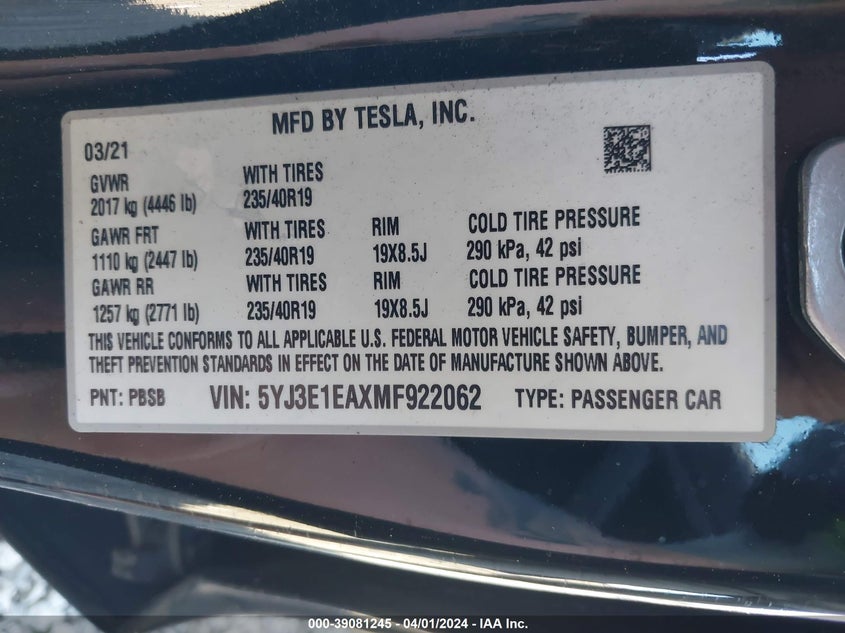 MFD BY TESLA, INC.
03/21
GVWR WITH TIRES
2017 kg (4446 lb) 235/40R19
GAWR FRT WITH TIRES RIM COLD TIRE PRESSURE
1110 kg (2447 lb) 235/40R19 19X8.5J 290 kPa, 42 psi
GAWR RR WITH TIRES RIM COLD TIRE PRESSURE
1257 kg (2771 lb) 235/40R19 19X8.5J 290 kPa, 42 psi
THIS VEHICLE CONFORMS TO ALL APPLICABLE U.S. FEDERAL MOTOR VEHICLE SAFETY, BUMPER, AND
THEFT PREVENTION STANDARDS IN EFFECT ON THE DATE OF MANUFACTURE SHOWN ABOVE.
PNT: PBSB VIN: 5YJ3E1EAXMF922062 TYPE: PASSENGER CAR
000-39081245 - 04/01/2024 - IAA Inc.